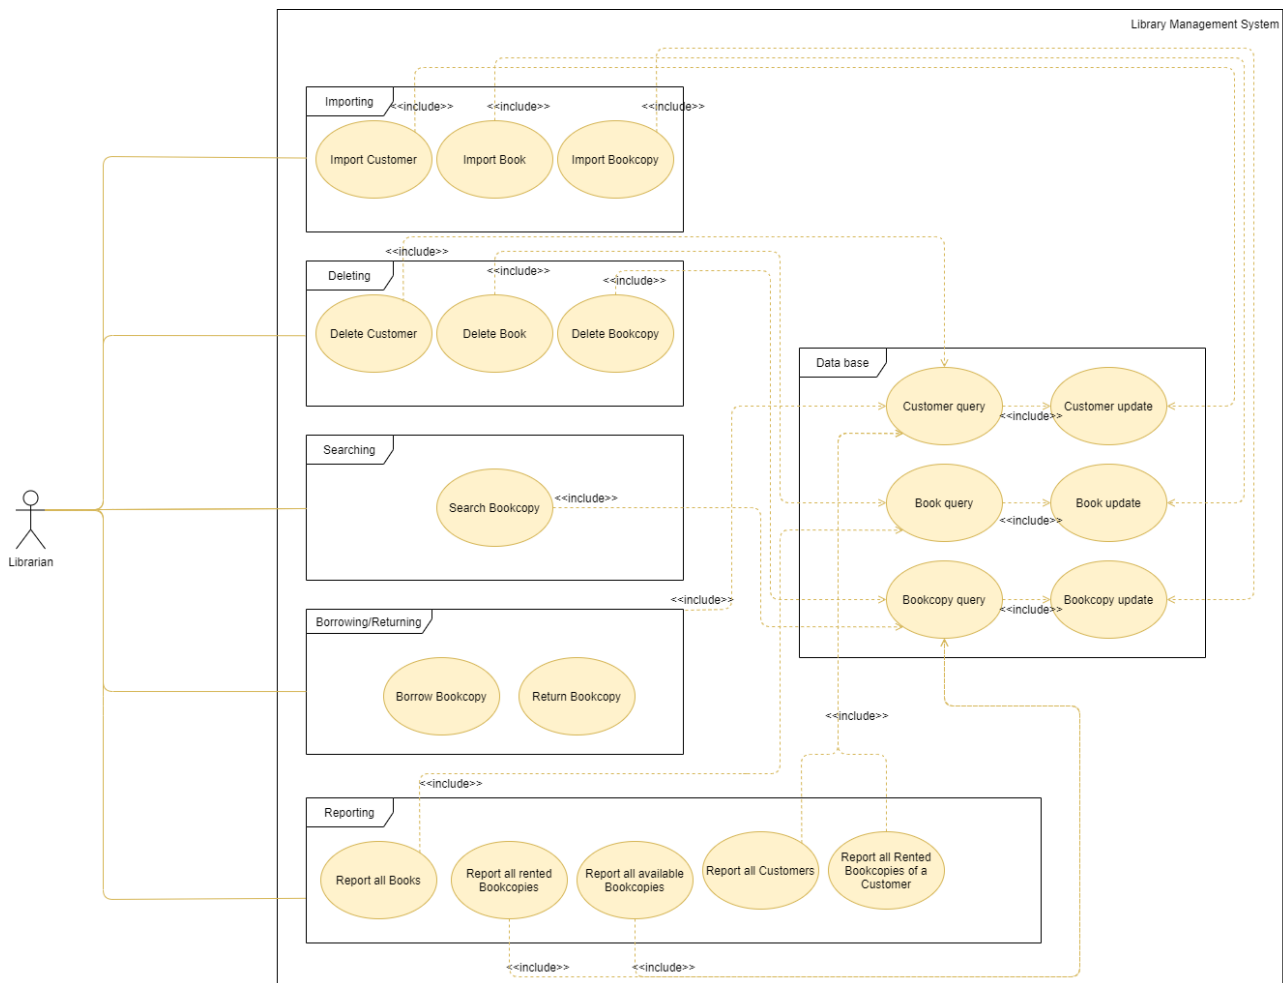 Library Management System
Importing
<<include>>
<<include>>
<<include>>
Import Customer
Import Book
Import Bookcopy
<<include>>
<<include>>
<<include>>
Deleting
Delete Customer
Delete Book
Delete Bookcopy
Data base
Customer query
<<include>>
Customer update
Searching
Search Bookcopy
<<include>>
Book query
<<include>>
Book update
Librarian
Bookcopy query
<<include>>
Bookcopy update
<<include>>
Borrowing/Returning
Borrow Bookcopy
Return Bookcopy
<<include>>
<<include>>
Reporting
Report all Books
Report all rented
Bookcopies
Report all available
Bookcopies
Report all Customers
Report all Rented
Bookcopies of a
Customer
<<include>>
<<include>>